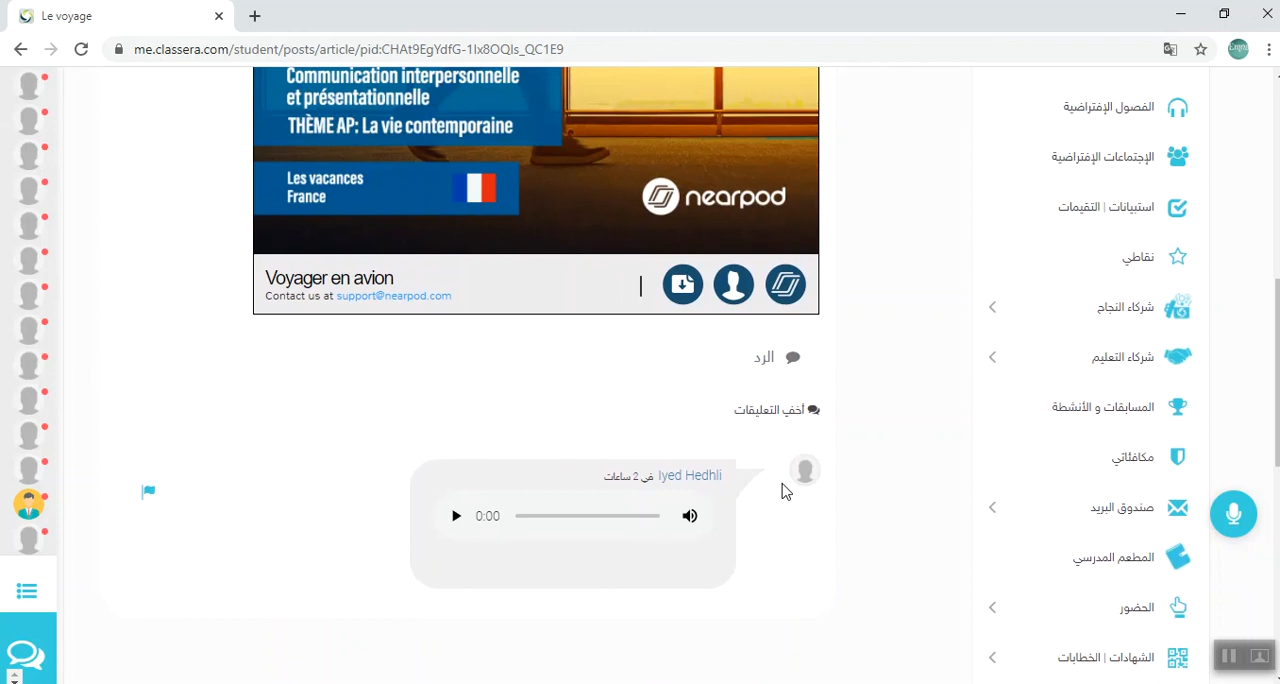 Le voyage
me.classera.com/student/posts/article/pid:CHAt9EgYdfG-1Ix8OQls_QC1E9
Emna
Communication interpersonnelle
et présentationnelle
THÈME AP: La vie contemporaine
Les vacances
France
nearpod
Voyager en avion
Contact us at support@nearpod.com
الرد
أخفِ التعليقات
Iyed Hedhli في 2 ساعات
0:00
الفصول الإفتراضية
الإجتماعات الإفتراضية
استبيانات | التقيمات
نقاطي
شركاء النجاح
شركاء التعليم
المسابقات و الأنشطة
مكافئاتي
صندوق البريد
المطعم المدرسي
الحضور
الشهادات | الخطابات